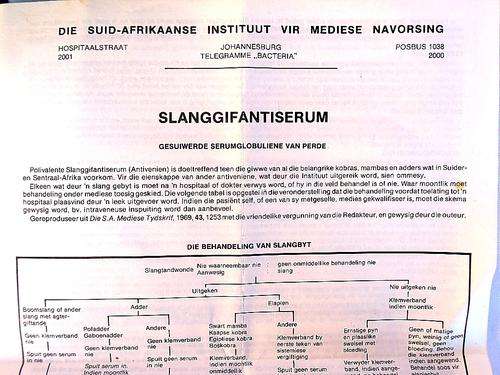 DIE SUID-AFRIKAANSE INSTITUUT VIR MEDIESE NAVORSING
HOSPITAALSTRAAT JOHANNESBURG POSBUS 1038
2001 TELEGRAMME „BACTERIA” 2000
SLANGGIFANTISERUM
GESUIWERDE SERUMGLOBULIENE VAN PERDE
Polivalente Slanggifantiserum (Antivenien) is doeltreffend teen die giwwe van al die belangrike kobras, mambas en adders wat in Suider-
en Sentraal-Afrika voorkom. Vir die eienskappe van ander antiveniene, wat deur die Instituut uitgereik word, sien ommesy.
Elkeen wat deur 'n slang gebyt is moet na 'n hospitaal of dokter verwys word, of hy in die veld behandel is of nie. Waar moontlik moet
behandeling onder mediese toesig geskied. Die volgende tabel is opgestel in die veronderstelling dat die behandeling voordat toelating tot 'n
hospitaal plaasvind deur 'n leek uitgevoer word. Indien die pasiënt self, of een van sy metgeselle, medies gekwalifiseer is, moet die skema
gewysig word, bv. Intraveneuse inspuiting word dan aanbeveel.
Gereproduseer uit Die S.A. Mediese Tydskrif, 1969, 43, 1253 met die vriendelike vergunning van die Redakteur, en gewysig deur die outeur.
DIE BEHANDELING VAN SLANGBYT
Slangtandwonde Nie waarneembaar nie geen onmiddellike behandeling nie
Aanwesig slang
Uitgeken Nie uitgeken nie
Boomslang of ander Adder Elapien Klemverband
slang met agter- indien moontlik
giftande Pofadder Andere Swart mamba Andere Ernstige pyn Geen of matige
Geen klemverband Gaboenadder Kaapse kobra en plaaslike pyn, weinig of geen
nie Geen klemverband Geen klemverband Egiptiese kobra Klemverband by swelsel met swelsel, geen
nie nie Boskobra eerste teken van bloeding bloeding. Behou
Spuit geen serum sistemiese die klemverband
in nie Spuit serum in Spuit geen serum Klemverband, vergiftiging Verwyder klemver-
indien moontlik in nie indien moontlik